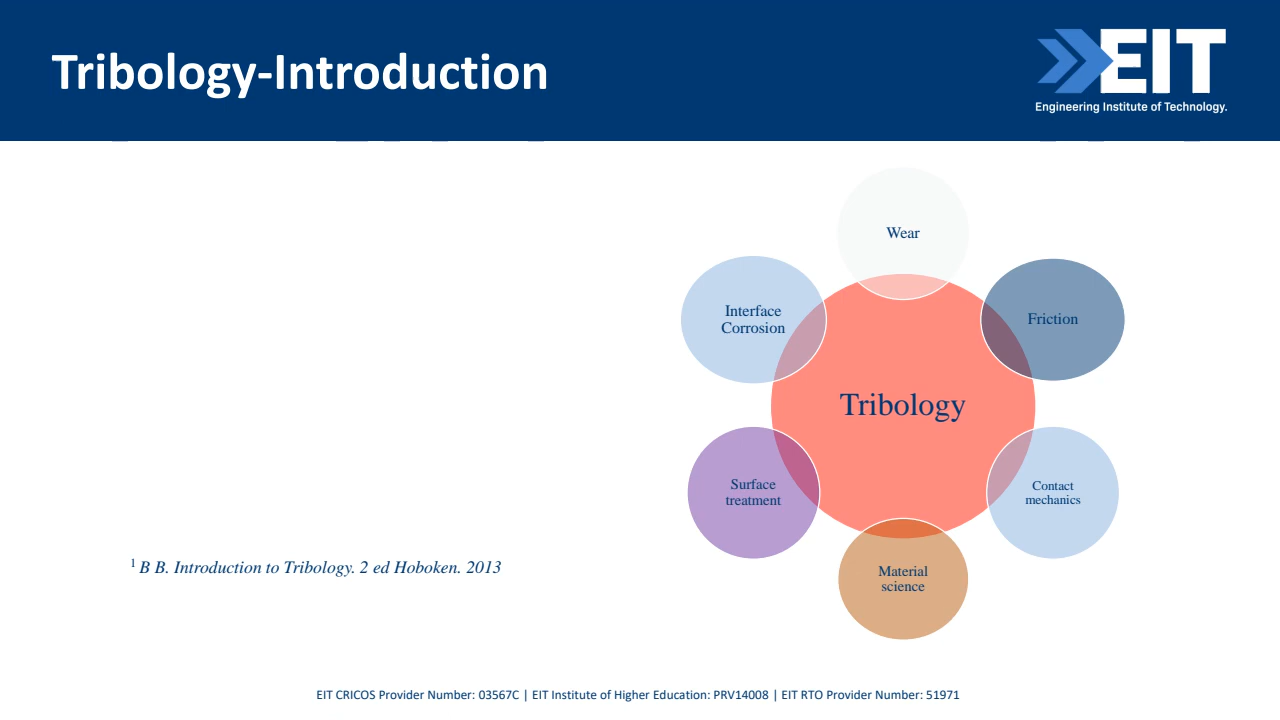 Tribology-Introduction
EIT
Engineering Institute of Technology.
Wear
Interface
Corrosion
Friction
Tribology
Surface
treatment
Contact
mechanics
Material
science
¹ B B. Introduction to Tribology. 2 ed Hoboken. 2013
EIT CRICOS Provider Number: 03567C | EIT Institute of Higher Education: PRV14008 | EIT RTO Provider Number: 51971